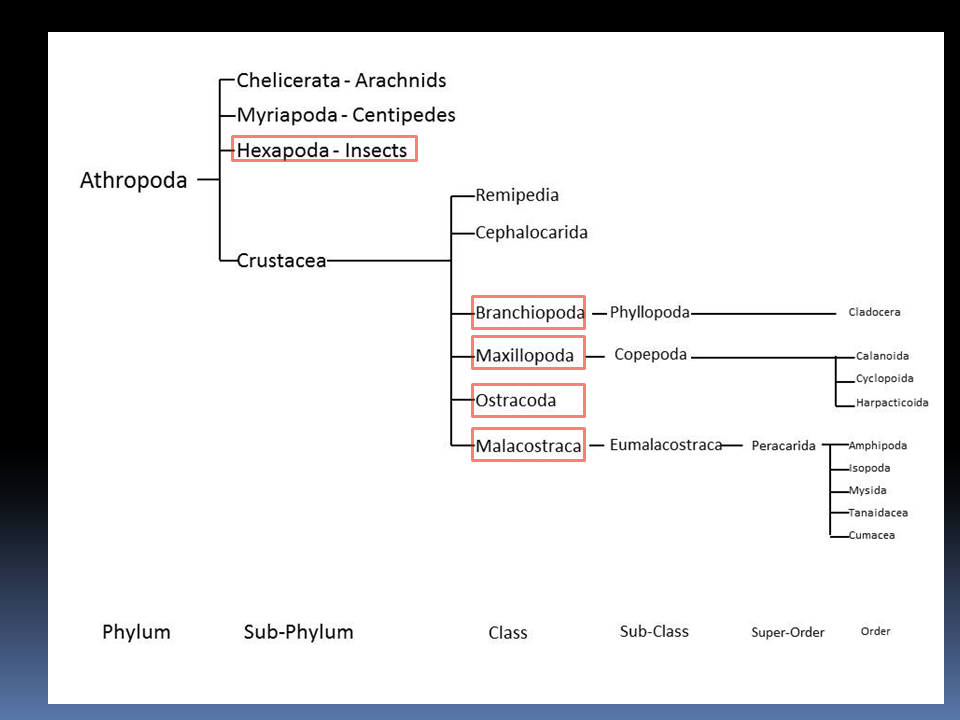 Chelicerata - Arachnids
Myriapoda - Centipedes
Hexapoda - Insects
Athropoda
Crustacea
Remipedia
Cephalocarida
Branchiopoda Phyllopoda Cladocera
Maxillopoda Copepoda Calanoida
Cyclopoida
Harpacticoida
Ostracoda
Malacostraca Eumalacostraca Peracarida Amphipoda
Isopoda
Mysida
Tanaidacea
Cumacea
Phylum Sub-Phylum Class Sub-Class Super-Order Order